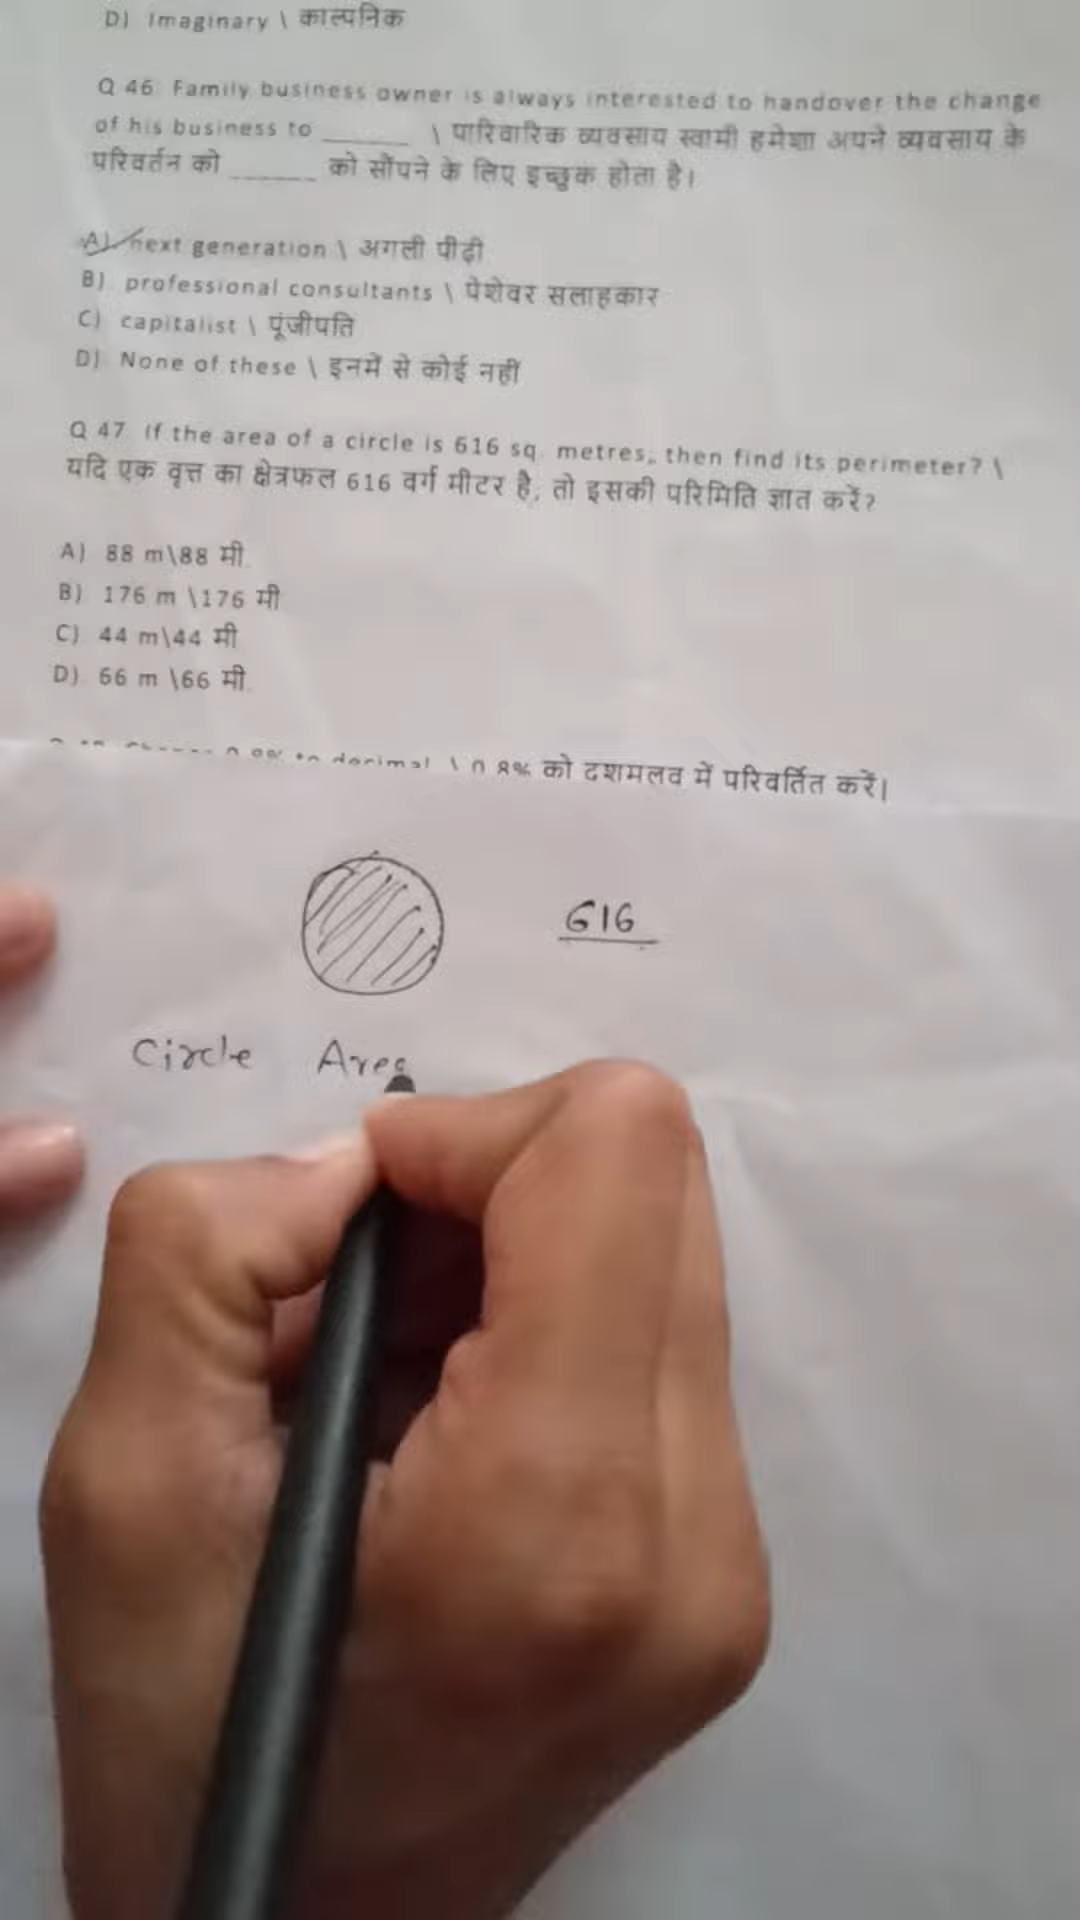 D) Imaginary \ काल्पनिक
Q 46 Family business owner is always interested to handover the change
of his business to ______ \ पारिवारिक व्यवसाय स्वामी हमेशा अपने व्यवसाय के
परिवर्तन को ______ को सौंपने के लिए इच्छुक होता है।
A) next generation \ अगली पीढ़ी
B) professional consultants \ पेशेवर सलाहकार
C) capitalist \ पूंजीपति
D) None of these \ इनमें से कोई नहीं
Q 47 If the area of a circle is 616 sq. metres, then find its perimeter? \
यदि एक वृत्त का क्षेत्रफल 616 वर्ग मीटर है, तो इसकी परिमिति ज्ञात करें?
A) 88 m\88 मी.
B) 176 m \176 मी
C) 44 m\44 मी
D) 66 m \66 मी.
to decimal \ 0.8% को दशमलव में परिवर्तित करें।
616
Circle Area